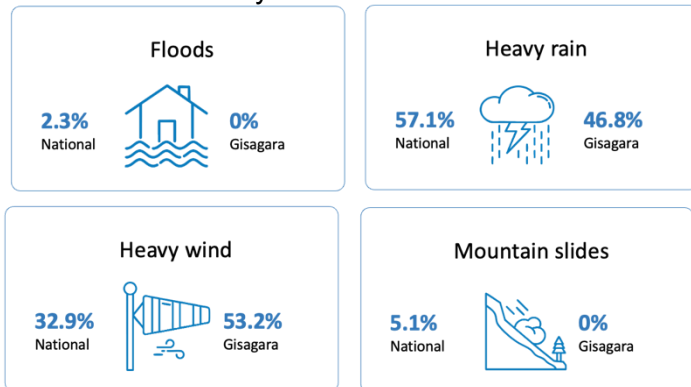 Floods
2.3%
National
0%
Gisagara
Heavy rain
57.1%
National
46.8%
Gisagara
Heavy wind
32.9%
National
53.2%
Gisagara
Mountain slides
5.1%
National
0%
Gisagara